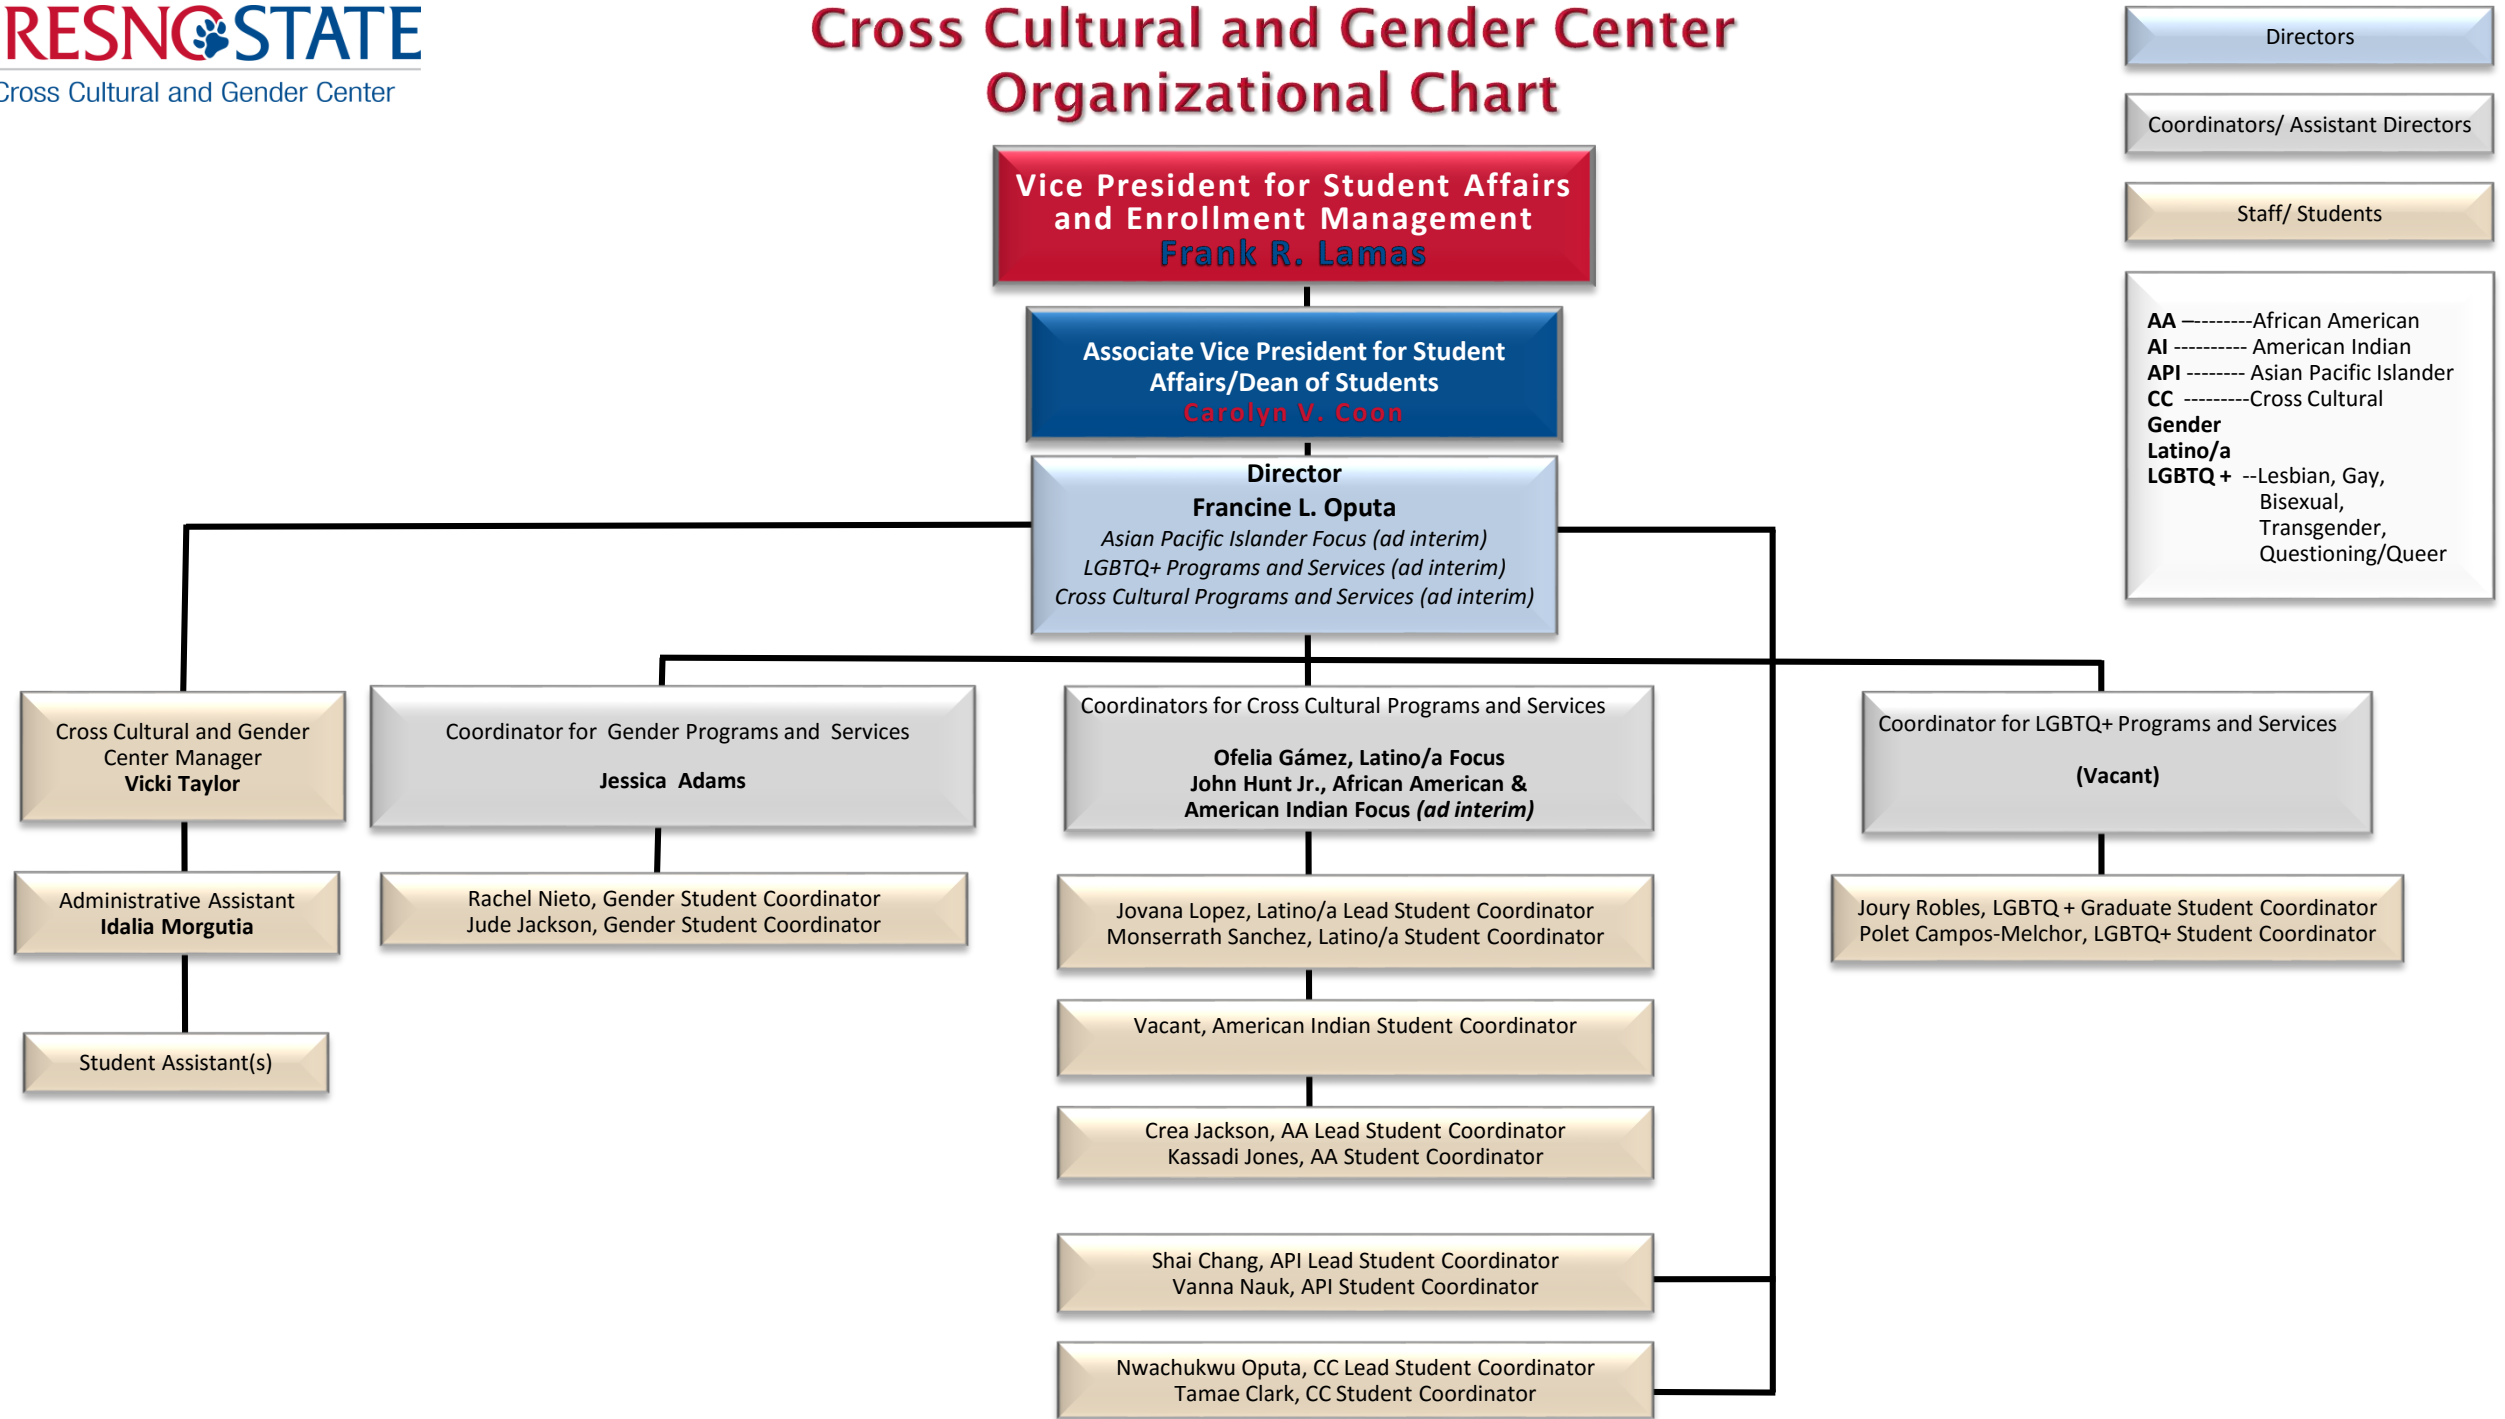 RESNO STATE
Cross Cultural and Gender Center
Cross Cultural and Gender Center
Organizational Chart
Directors
Coordinators/ Assistant Directors
Staff/ Students
AA –--------African American
AI ---------- American Indian
API -------- Asian Pacific Islander
CC ---------Cross Cultural
Gender
Latino/a
LGBTQ + --Lesbian, Gay,
Bisexual,
Transgender,
Questioning/Queer
Vice President for Student Affairs
and Enrollment Management
Frank R. Lamas
Associate Vice President for Student
Affairs/Dean of Students
Carolyn V. Coon
Director
Francine L. Oputa
Asian Pacific Islander Focus (ad interim)
LGBTQ+ Programs and Services (ad interim)
Cross Cultural Programs and Services (ad interim)
Cross Cultural and Gender
Center Manager
Vicki Taylor
Administrative Assistant
Idalia Morgutia
Student Assistant(s)
Coordinator for Gender Programs and Services
Jessica Adams
Rachel Nieto, Gender Student Coordinator
Jude Jackson, Gender Student Coordinator
Coordinators for Cross Cultural Programs and Services
Ofelia Gámez, Latino/a Focus
John Hunt Jr., African American &
American Indian Focus (ad interim)
Jovana Lopez, Latino/a Lead Student Coordinator
Monserrath Sanchez, Latino/a Student Coordinator
Vacant, American Indian Student Coordinator
Crea Jackson, AA Lead Student Coordinator
Kassadi Jones, AA Student Coordinator
Shai Chang, API Lead Student Coordinator
Vanna Nauk, API Student Coordinator
Nwachukwu Oputa, CC Lead Student Coordinator
Tamae Clark, CC Student Coordinator
Coordinator for LGBTQ+ Programs and Services
(Vacant)
Joury Robles, LGBTQ + Graduate Student Coordinator
Polet Campos-Melchor, LGBTQ+ Student Coordinator